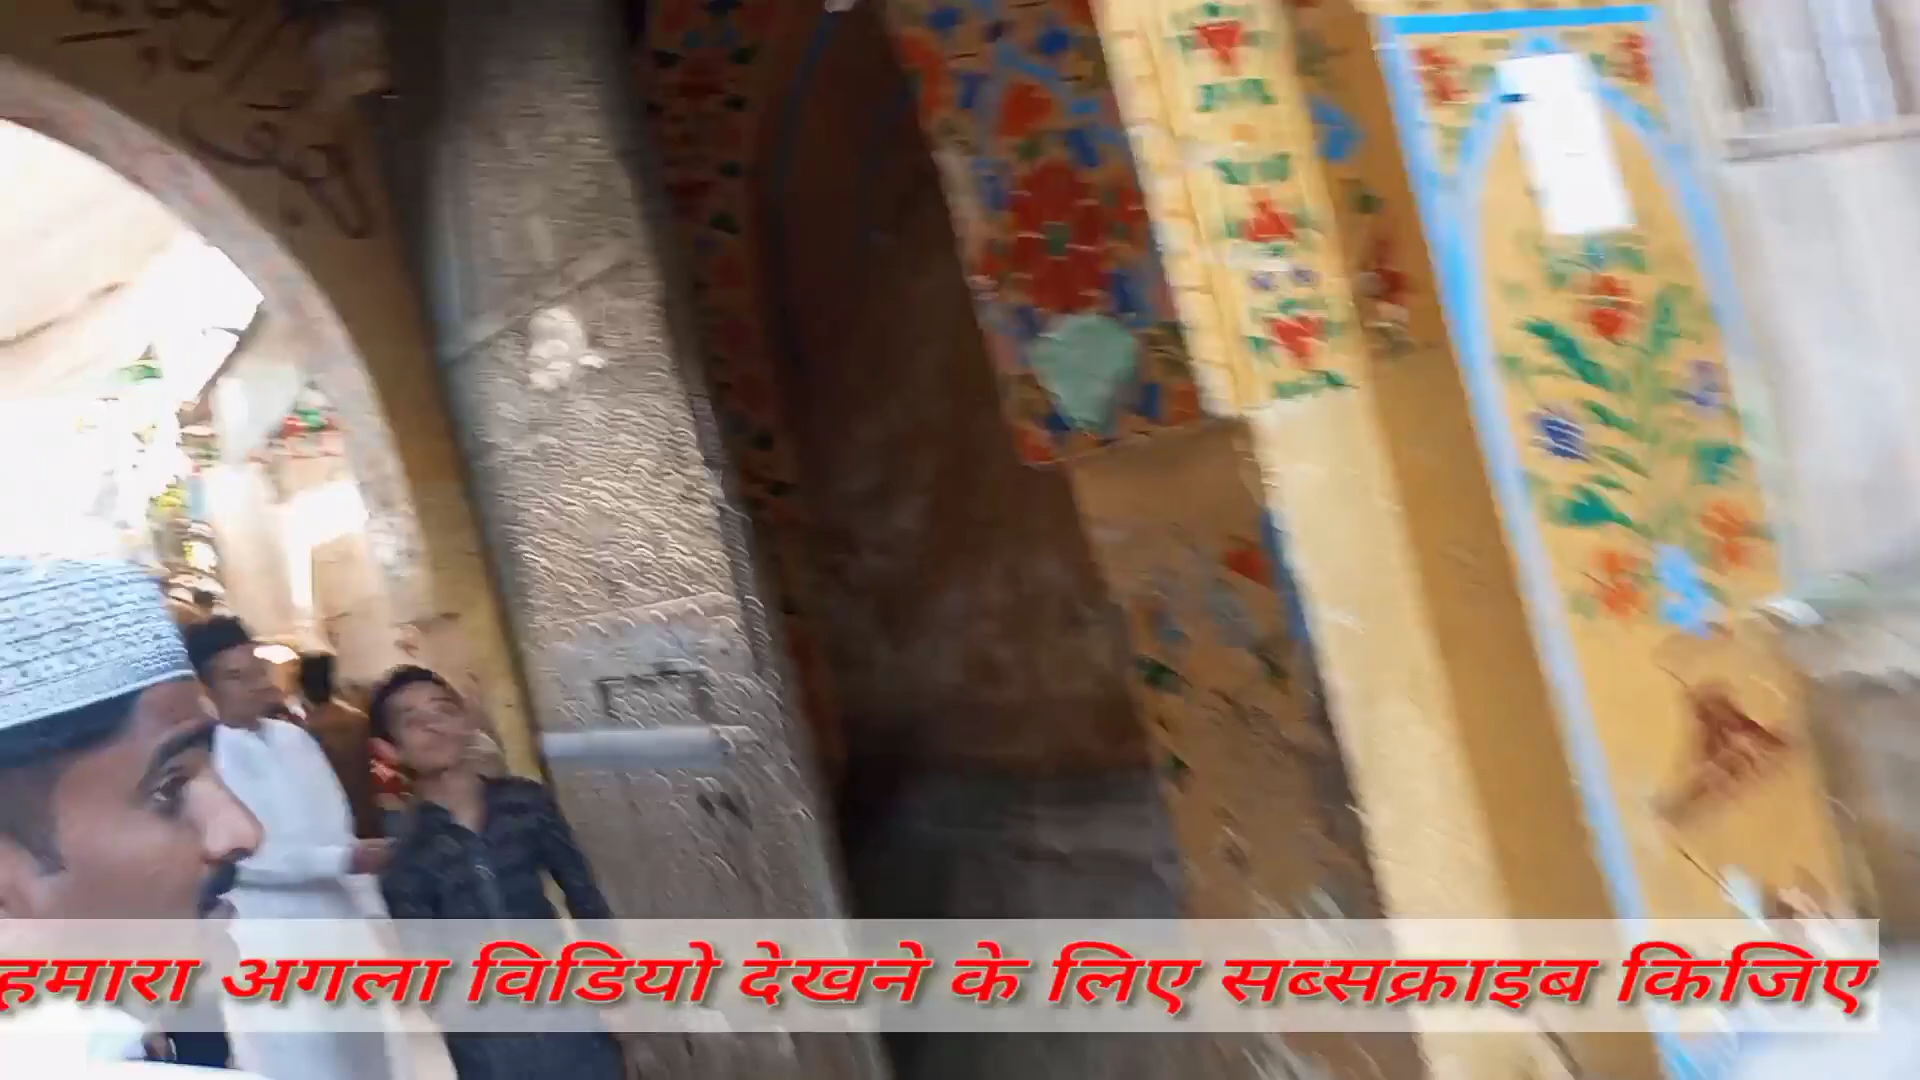 हमारा अगला विडियो देखने के लिए सब्सक्राइब किजिए